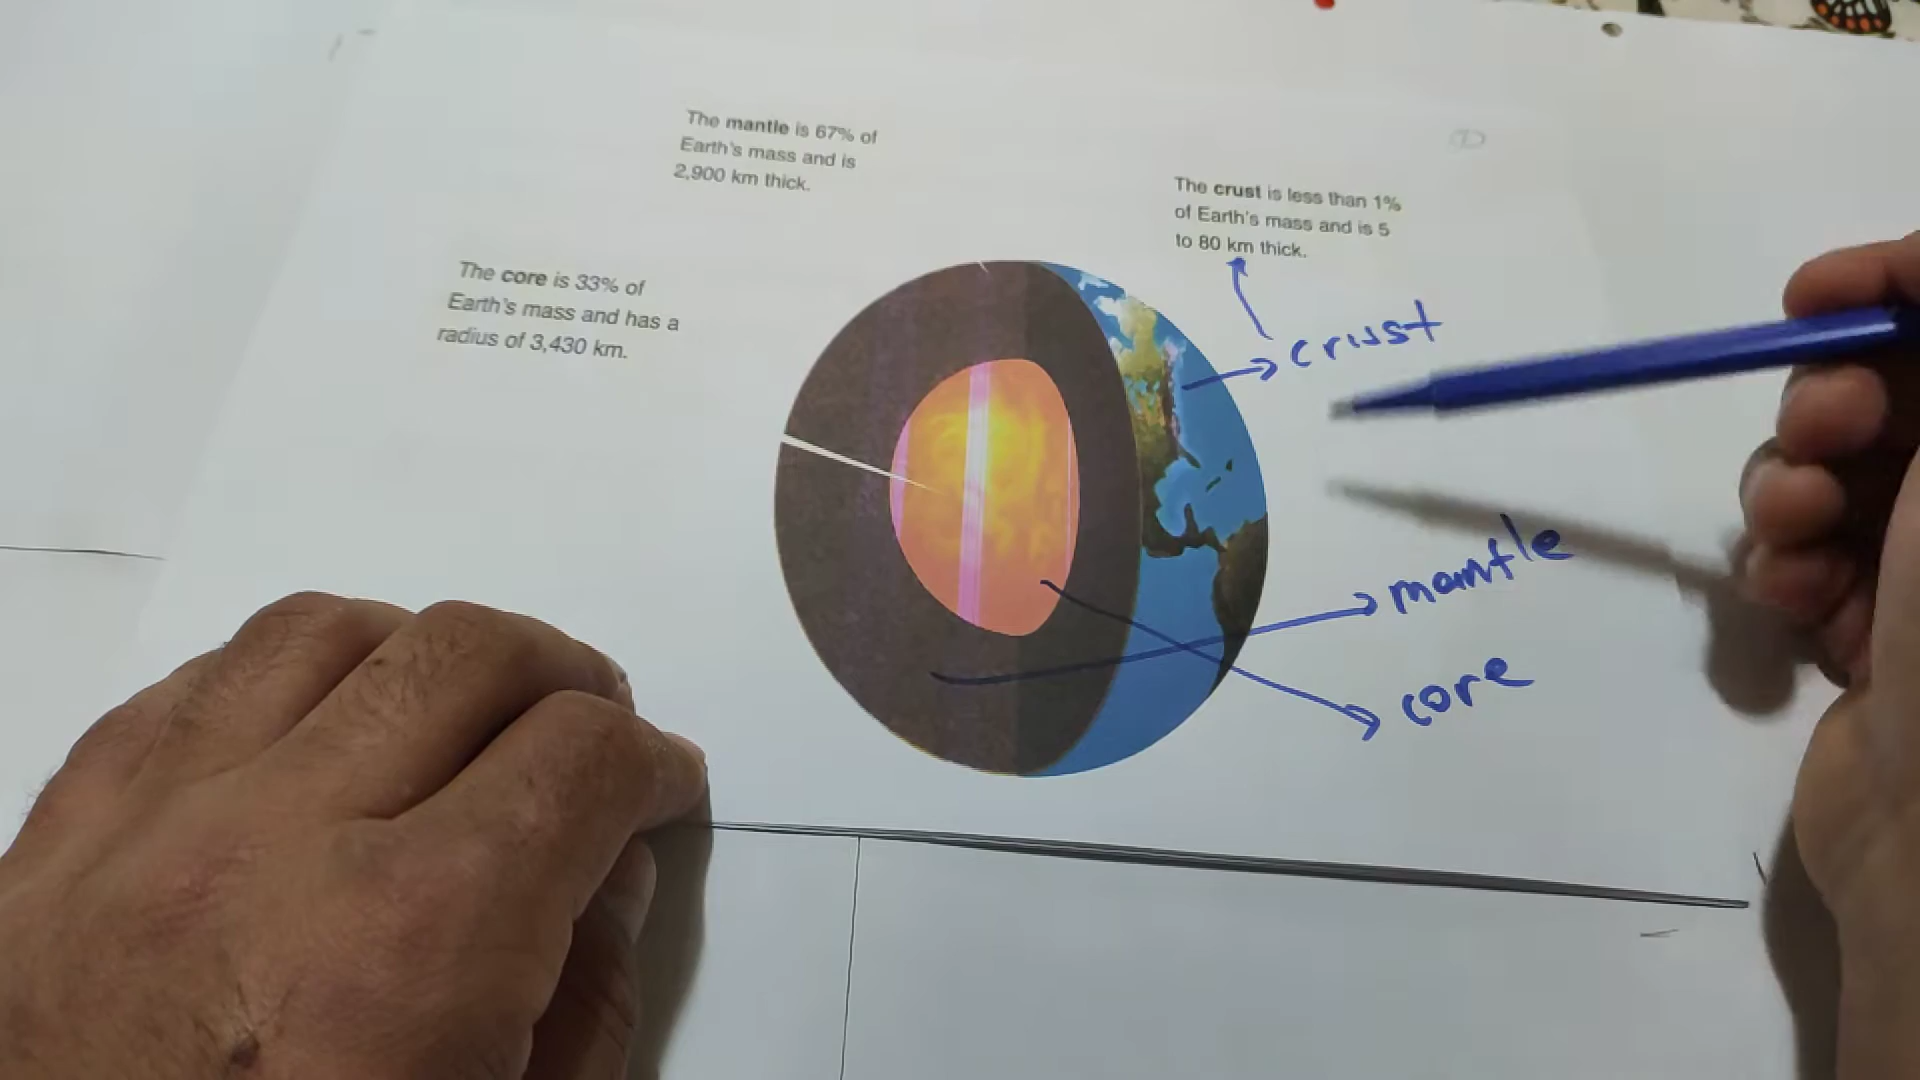 The mantle is 67% of
Earth's mass and is
2,900 km thick.
The crust is less than 1%
of Earth's mass and is 5
to 80 km thick.
The core is 33% of
Earth's mass and has a
radius of 3,430 km.
crust
mantle
core